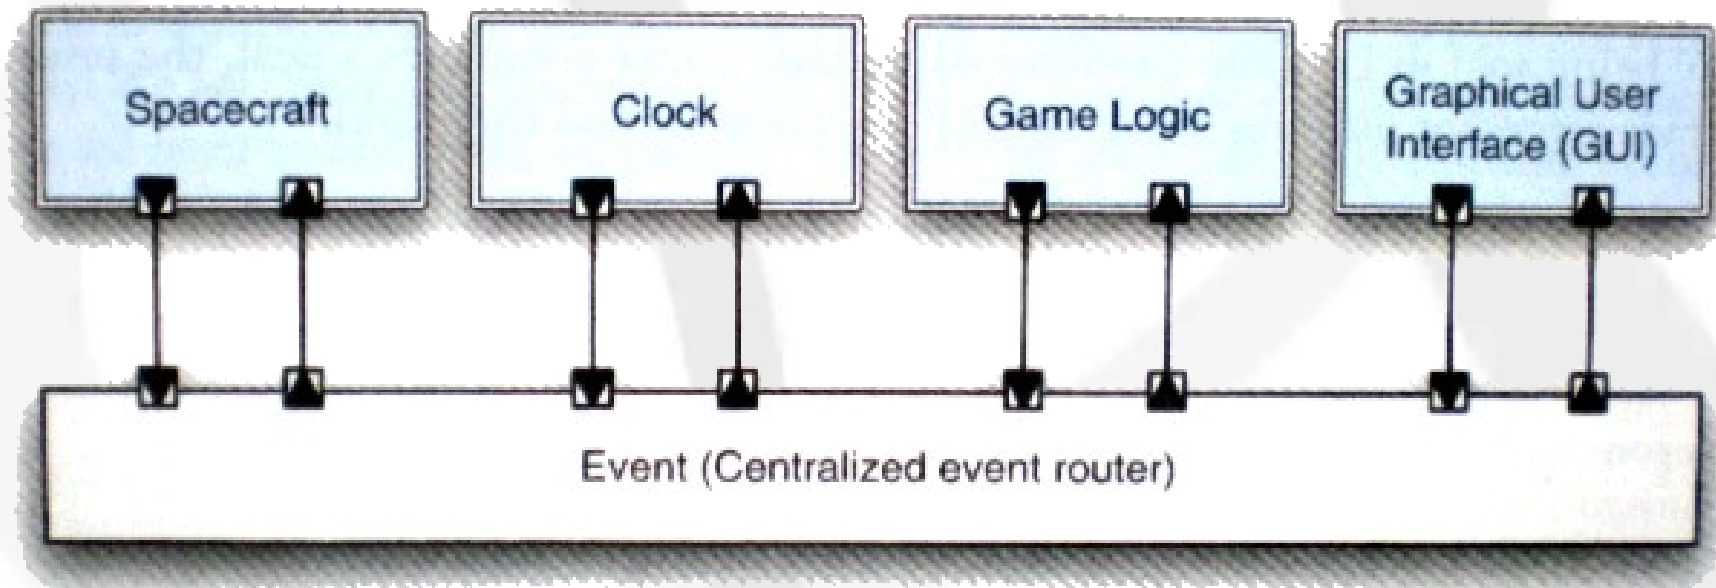 Spacecraft
Clock
Game Logic
Graphical User
Interface (GUI)
Event (Centralized event router)